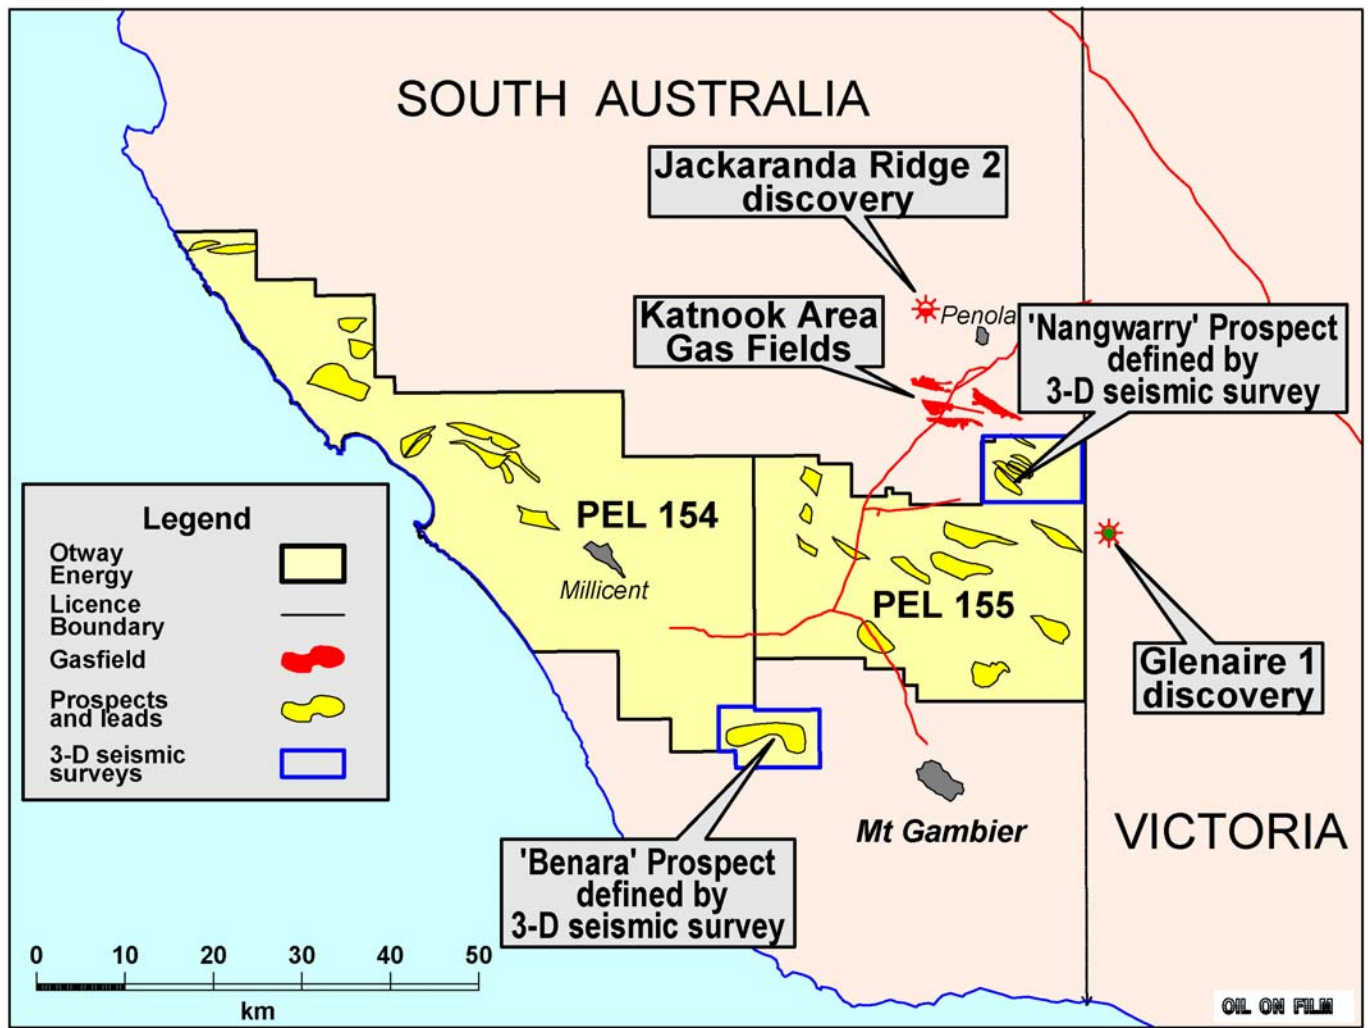 SOUTH AUSTRALIA
Jackaranda Ridge 2
discovery
Katnook Area
Gas Fields
Penola
'Nangwarry' Prospect
defined by
3-D seismic survey
PEL 154
Millicent
PEL 155
Glenaire 1
discovery
Legend
Otway
Energy
Licence
Boundary
Gasfield
Prospects
and leads
3-D seismic
surveys
Mt Gambier
VICTORIA
'Benara' Prospect
defined by
3-D seismic survey
0 10 20 30 40 50
km
OIL ON FILM